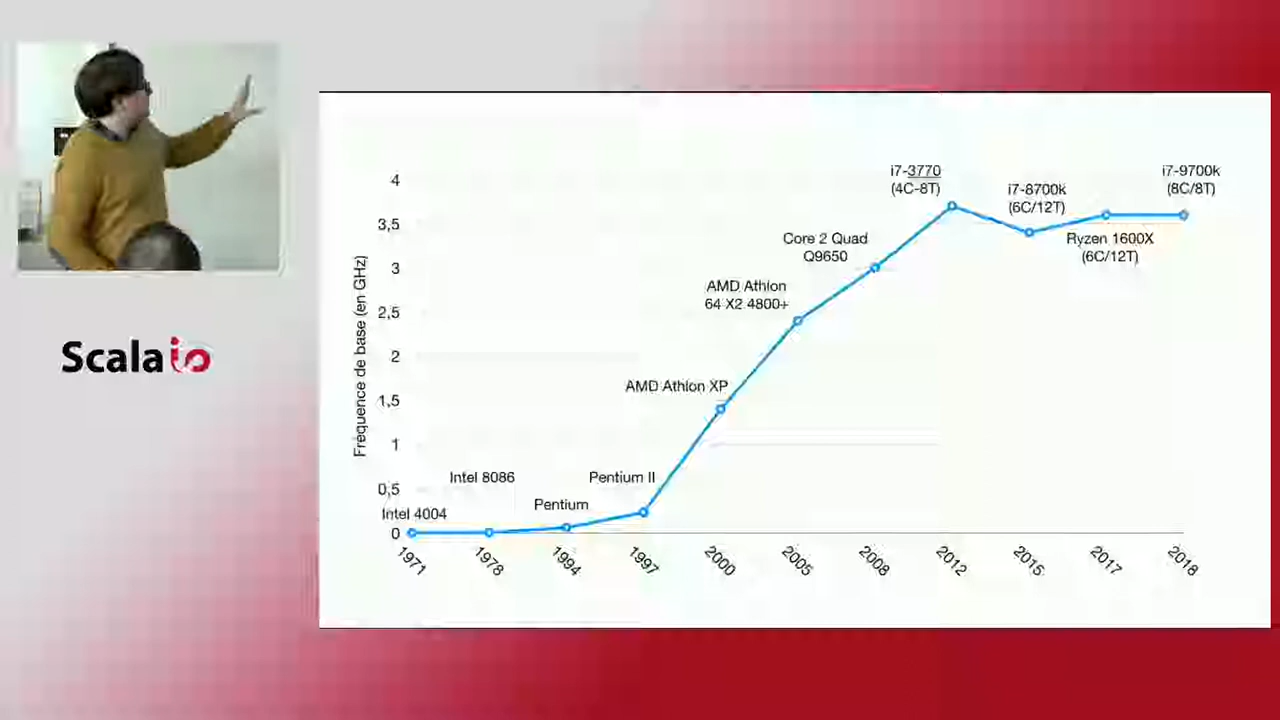 Scala io
Fréquence de base (en GHz)
4
3,5
3
2,5
2
1,5
1
0,5
0
Intel 4004
Intel 8086
Pentium
Pentium II
AMD Athlon XP
AMD Athlon
64 X2 4800+
Core 2 Quad
Q9650
i7-3770
(4C-8T)
i7-8700k
(6C/12T)
Ryzen 1600X
(6C/12T)
i7-9700k
(8C/8T)
1971
1978
1994
1997
2000
2005
2008
2012
2015
2017
2018